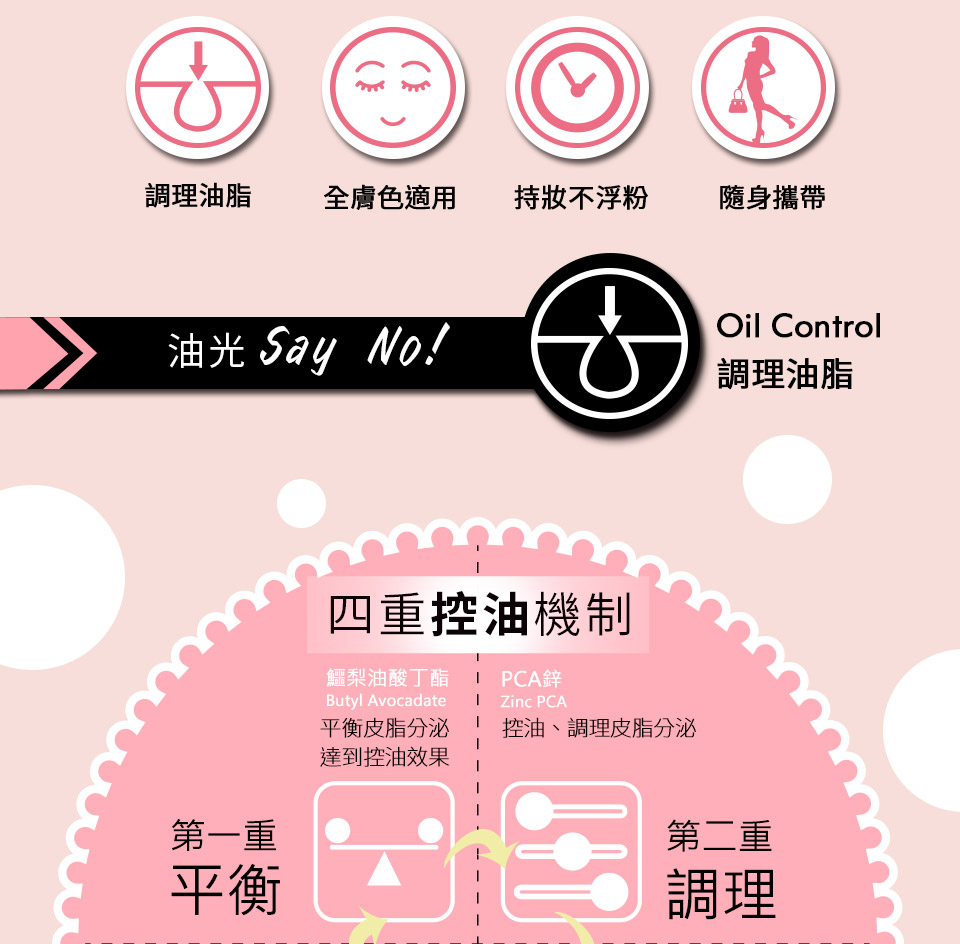 調理油脂
全膚色適用
持妝不浮粉
隨身攜帶
油光 Say No!
Oil Control
調理油脂
四重控油機制
鱷梨油酸丁酯
Butyl Avocadate
平衡皮脂分泌
達到控油效果
PCA鋅
Zinc PCA
控油、調理皮脂分泌
第一重
平衡
第二重
調理